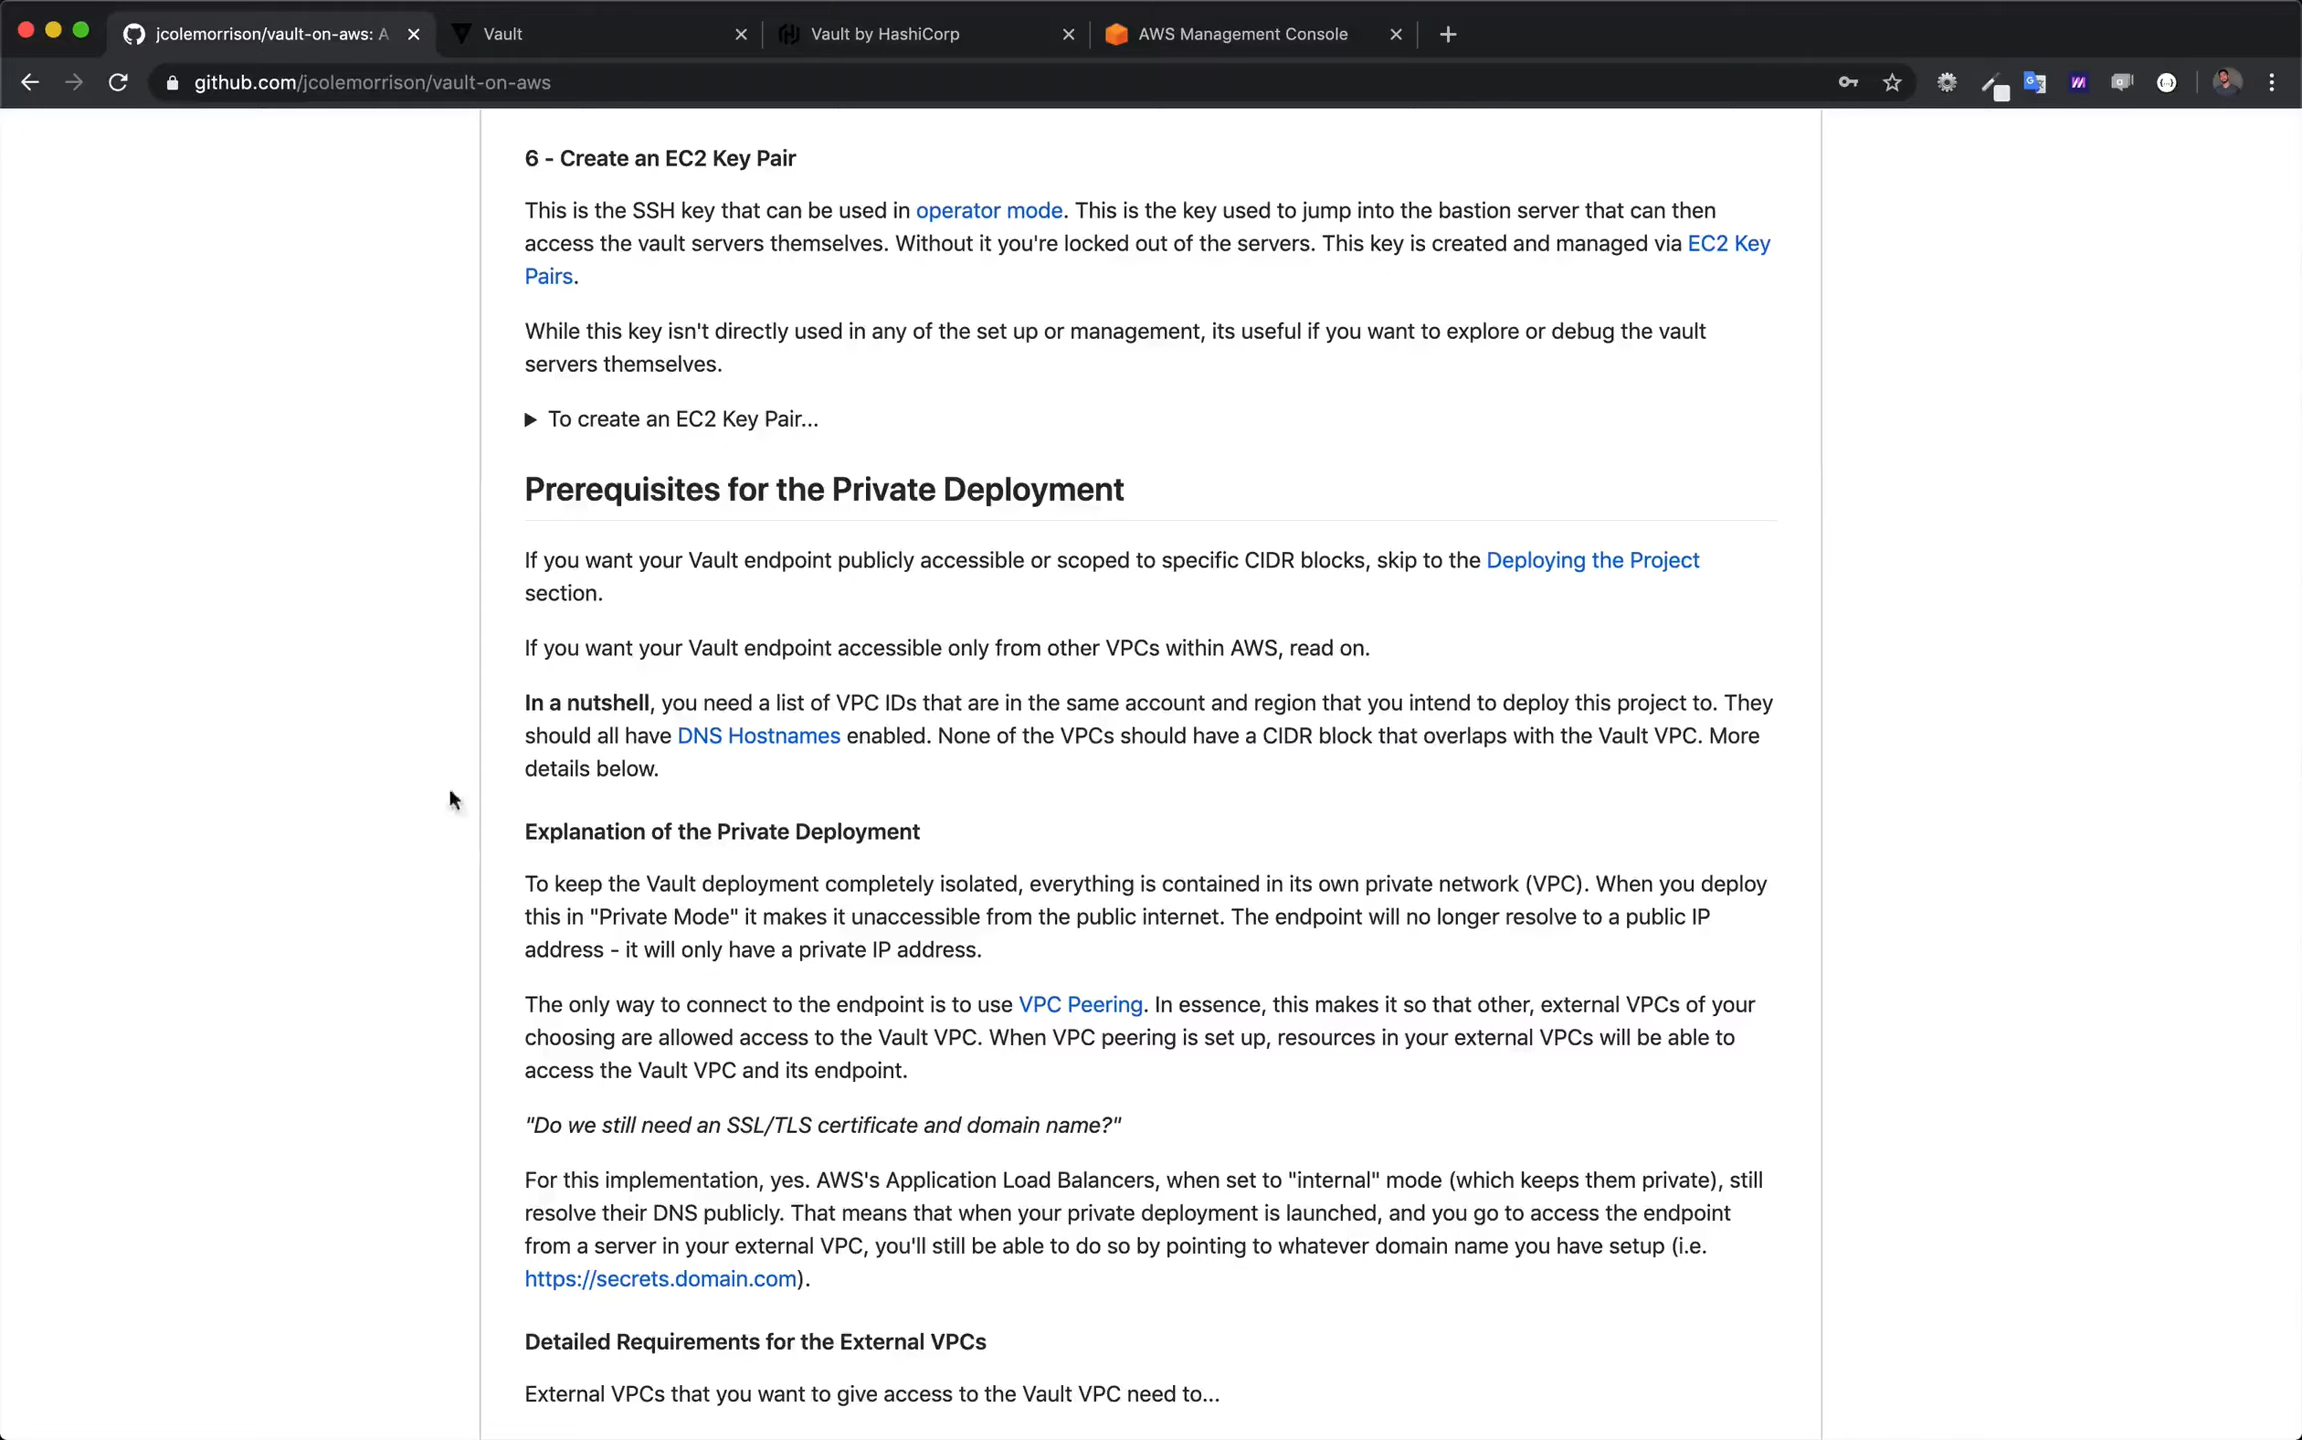 jcolemorrison/vault-on-aws: A
Vault
Vault by HashiCorp
AWS Management Console
github.com/jcolemorrison/vault-on-aws
6 - Create an EC2 Key Pair
This is the SSH key that can be used in operator mode. This is the key used to jump into the bastion server that can then
access the vault servers themselves. Without it you're locked out of the servers. This key is created and managed via EC2 Key
Pairs.
While this key isn't directly used in any of the set up or management, its useful if you want to explore or debug the vault
servers themselves.
To create an EC2 Key Pair...
Prerequisites for the Private Deployment
If you want your Vault endpoint publicly accessible or scoped to specific CIDR blocks, skip to the Deploying the Project
section.
If you want your Vault endpoint accessible only from other VPCs within AWS, read on.
In a nutshell, you need a list of VPC IDs that are in the same account and region that you intend to deploy this project to. They
should all have DNS Hostnames enabled. None of the VPCs should have a CIDR block that overlaps with the Vault VPC. More
details below.
Explanation of the Private Deployment
To keep the Vault deployment completely isolated, everything is contained in its own private network (VPC). When you deploy
this in "Private Mode" it makes it unaccessible from the public internet. The endpoint will no longer resolve to a public IP
address - it will only have a private IP address.
The only way to connect to the endpoint is to use VPC Peering. In essence, this makes it so that other, external VPCs of your
choosing are allowed access to the Vault VPC. When VPC peering is set up, resources in your external VPCs will be able to
access the Vault VPC and its endpoint.
"Do we still need an SSL/TLS certificate and domain name?"
For this implementation, yes. AWS's Application Load Balancers, when set to "internal" mode (which keeps them private), still
resolve their DNS publicly. That means that when your private deployment is launched, and you go to access the endpoint
from a server in your external VPC, you'll still be able to do so by pointing to whatever domain name you have setup (i.e.
https://secrets.domain.com).
Detailed Requirements for the External VPCs
External VPCs that you want to give access to the Vault VPC need to...